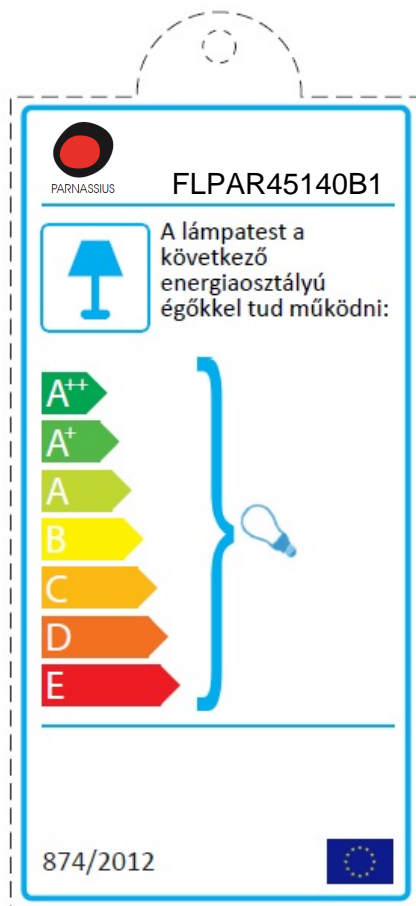 PARNASSIUS
FLPAR45140B1
A lámpatest a
következő
energiaosztályú
égőkkel tud működni:
A++
A+
A
B
C
D
E
874/2012